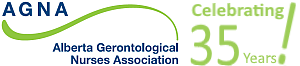 AGNA
Alberta Gerontological
Nurses Association
Celebrating
35 Years!